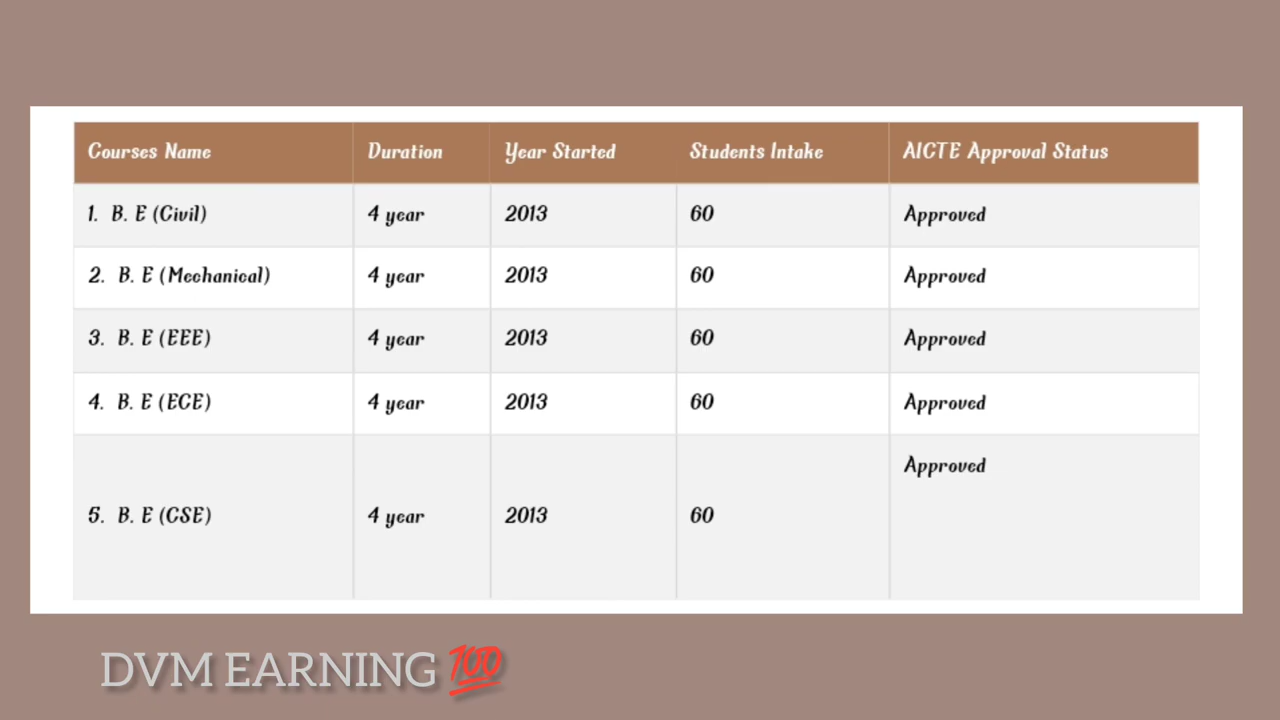 Courses Name Duration Year Started Students Intake AICTE Approval Status
1. B. E (Civil) 4 year 2013 60 Approved
2. B. E (Mechanical) 4 year 2013 60 Approved
3. B. E (EEE) 4 year 2013 60 Approved
4. B. E (ECE) 4 year 2013 60 Approved
5. B. E (CSE) 4 year 2013 60 Approved
DVM EARNING 💯